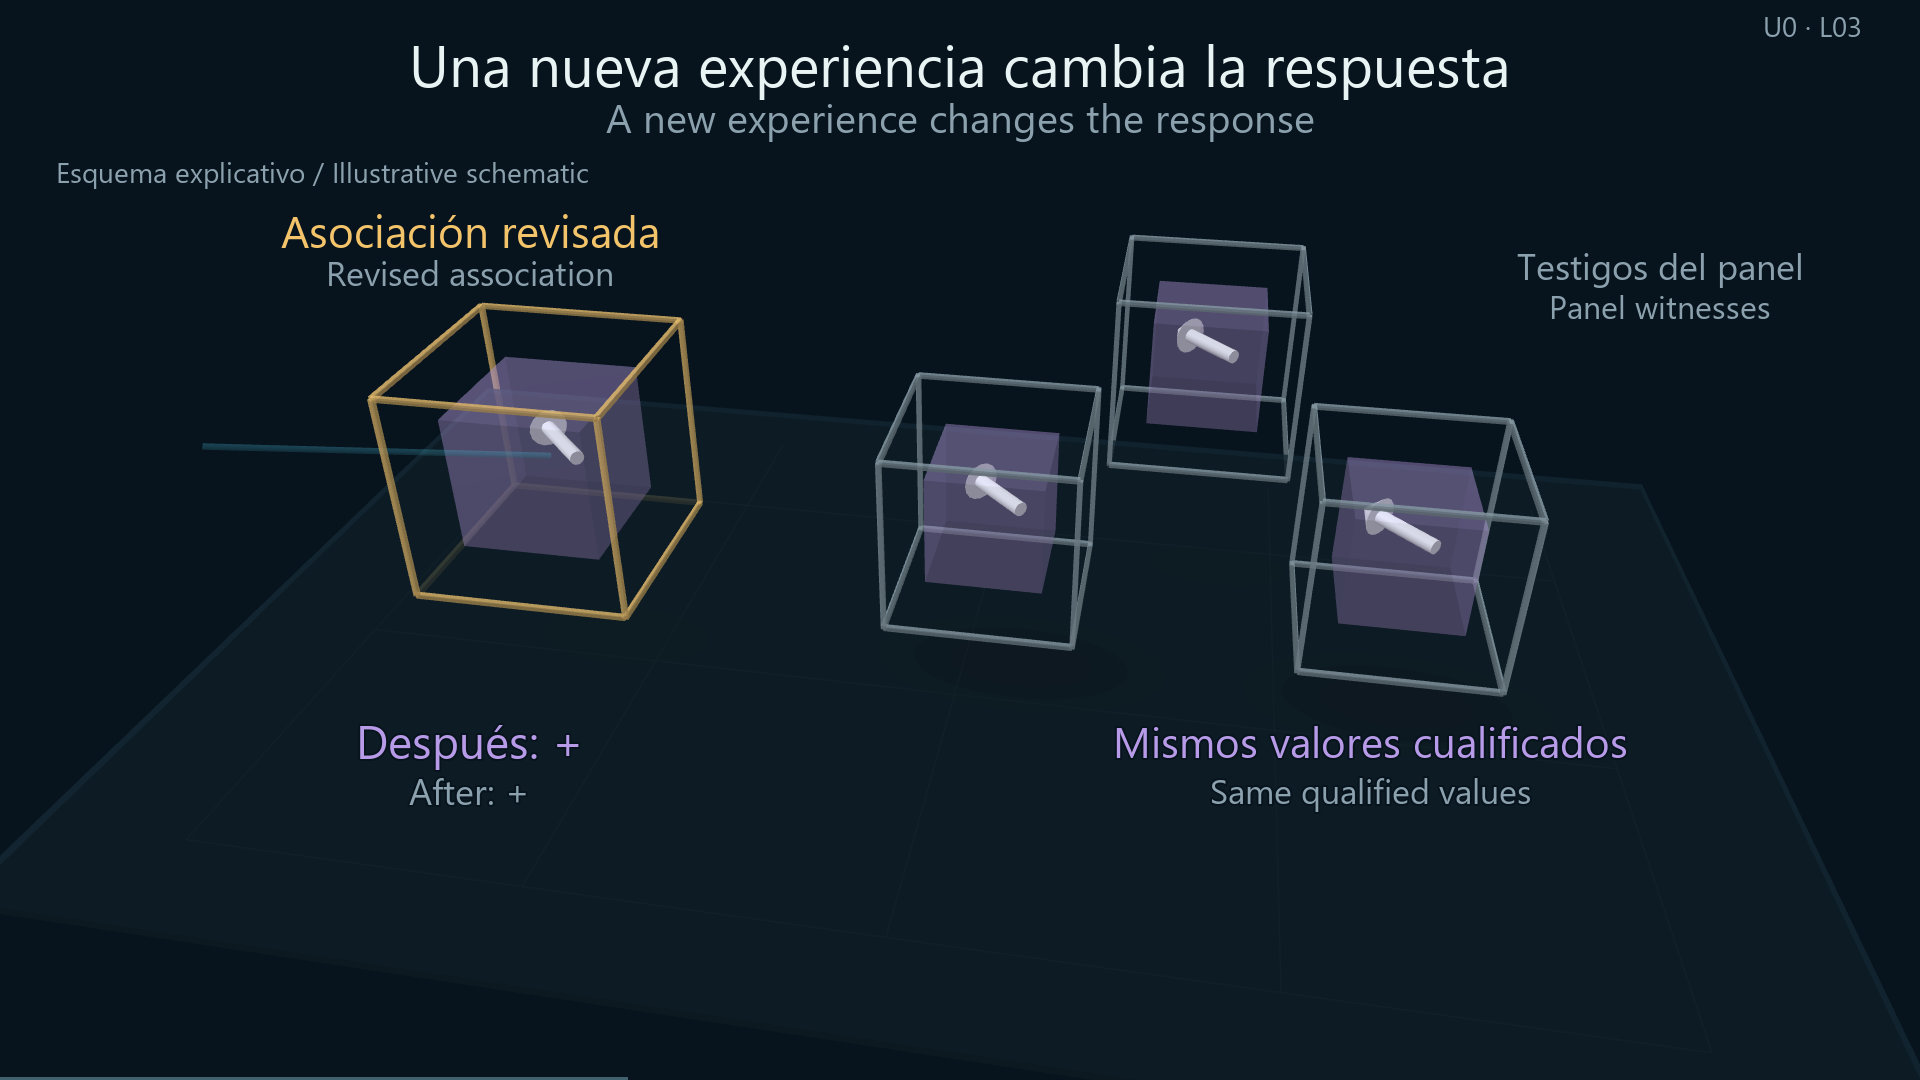 U0 · L03
Una nueva experiencia cambia la respuesta
A new experience changes the response
Esquema explicativo / Illustrative schematic
Asociación revisada
Revised association
Testigos del panel
Panel witnesses
Después: +
After: +
Mismos valores cualificados
Same qualified values